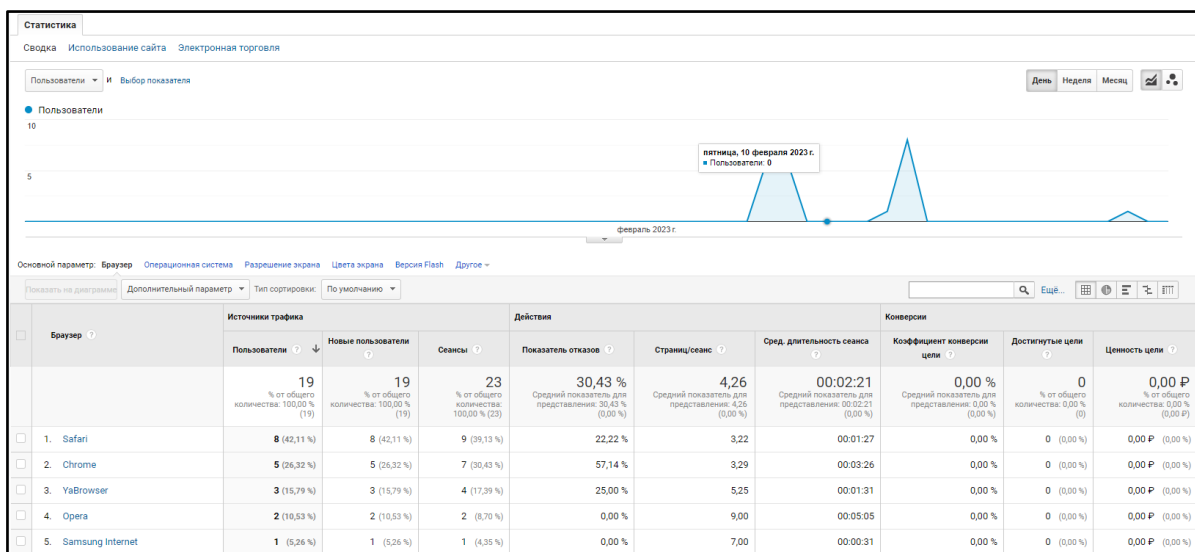 Статистика
Сводка Использование сайта Электронная торговля
Пользователи и Выбор показателя День Неделя Месяц
Пользователи
10
5
пятница, 10 февраля 2023 г.
Пользователи: 0
февраль 2023 г.
Основной параметр: Браузер Операционная система Разрешение экрана Цвета экрана Версия Flash Другое
Показать на диаграмме Дополнительный параметр Тип сортировки: По умолчанию Ещё...
Источники трафика Действия Конверсии
Браузер ? Пользователи ? Новые пользователи ? Сеансы ? Показатель отказов ? Страниц/сеанс ? Сред. длительность сеанса ? Коэффициент конверсии цели ? Достигнутые цели ? Ценность цели ?
19 19 23 30,43 % 4,26 00:02:21 0,00 % 0 0,00 ₽
% от общего количества: 100,00 % (19) % от общего количества: 100,00 % (19) % от общего количества: 100,00 % (23) Средний показатель для представления: 30,43 % (0,00 %) Средний показатель для представления: 4,26 (0,00 %) Средний показатель для представления: 00:02:21 (0,00 %) Средний показатель для представления: 0,00 % (0,00 %) % от общего количества: 0,00 % (0) % от общего количества: 0,00 % (0,00 ₽)
1. Safari 8 (42,11 %) 8 (42,11 %) 9 (39,13 %) 22,22 % 3,22 00:01:27 0,00 % 0 (0,00 %) 0,00 ₽ (0,00 %)
2. Chrome 5 (26,32 %) 5 (26,32 %) 7 (30,43 %) 57,14 % 3,29 00:03:26 0,00 % 0 (0,00 %) 0,00 ₽ (0,00 %)
3. YaBrowser 3 (15,79 %) 3 (15,79 %) 4 (17,39 %) 25,00 % 5,25 00:01:31 0,00 % 0 (0,00 %) 0,00 ₽ (0,00 %)
4. Opera 2 (10,53 %) 2 (10,53 %) 2 (8,70 %) 0,00 % 9,00 00:05:05 0,00 % 0 (0,00 %) 0,00 ₽ (0,00 %)
5. Samsung Internet 1 (5,26 %) 1 (5,26 %) 1 (4,35 %) 0,00 % 7,00 00:00:31 0,00 % 0 (0,00 %) 0,00 ₽ (0,00 %)